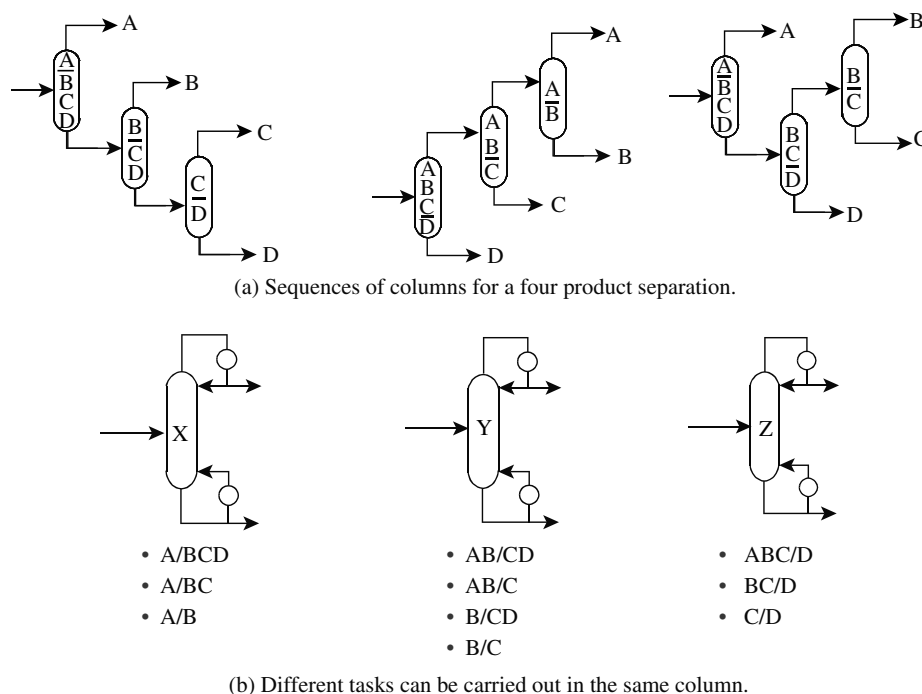 A
A
B
C
D
B
B
C
D
C
C
D
D
A
A
B
B
A
B
C
C
A
B
C
D
D
A
A
B
C
D
B
B
C
C
B
C
D
D
(a) Sequences of columns for a four product separation.
X
Y
Z
• A/BCD
• A/BC
• A/B
• AB/CD
• AB/C
• B/CD
• B/C
• ABC/D
• BC/D
• C/D
(b) Different tasks can be carried out in the same column.